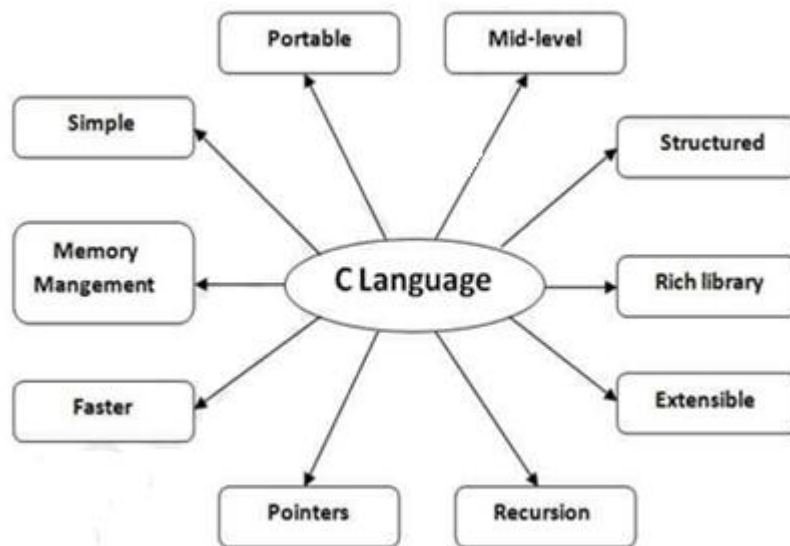 Portable
Mid-level
Simple
Structured
Memory
Mangement
C Language
Rich library
Faster
Extensible
Pointers
Recursion